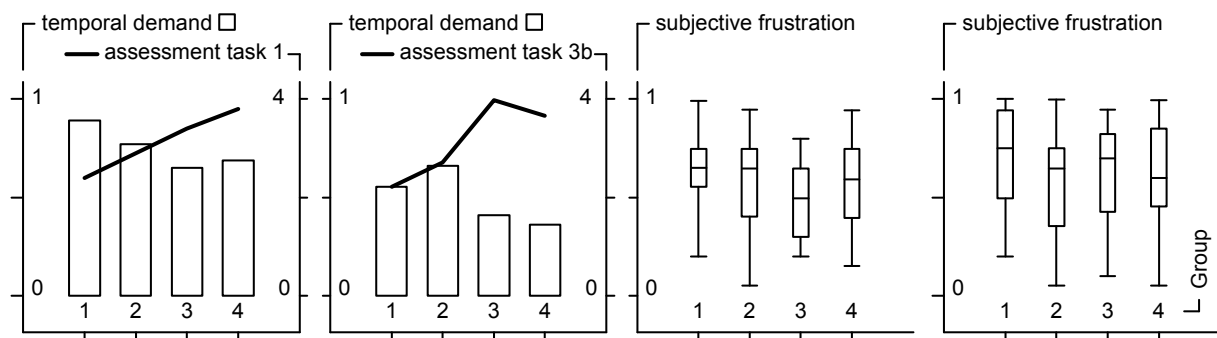 temporal demand
assessment task 1
1
4
0
0
1 2 3 4
temporal demand
assessment task 3b
1
4
0
0
1 2 3 4
subjective frustration
1
0
1 2 3 4
subjective frustration
1
0
1 2 3 4
Group